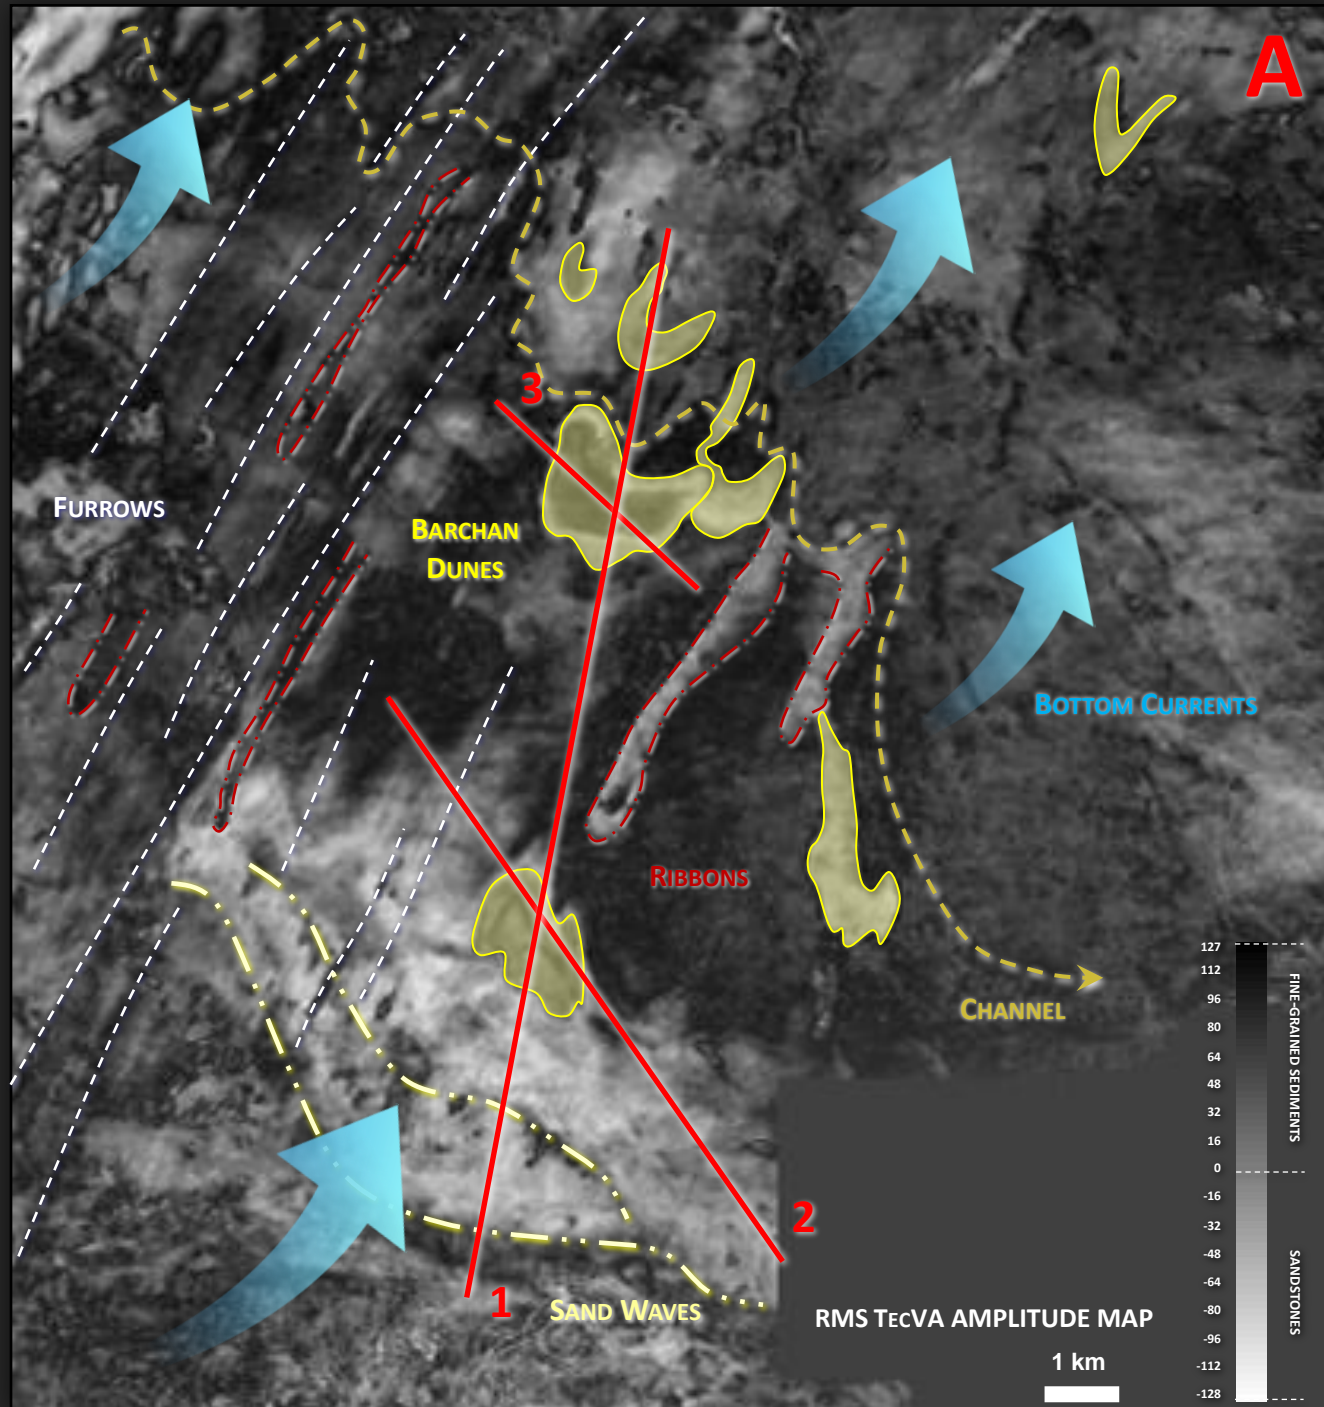 A
3
FURROWS
BARCHAN
DUNES
BOTTOM CURRENTS
RIBBONS
CHANNEL
2
1
SAND WAVES
RMS TECVA AMPLITUDE MAP
1 km
127
112
96
80
64
48
32
16
0
-16
-32
-48
-64
-80
-96
-112
-128
FINE-GRAINED SEDIMENTS
SANDSTONES